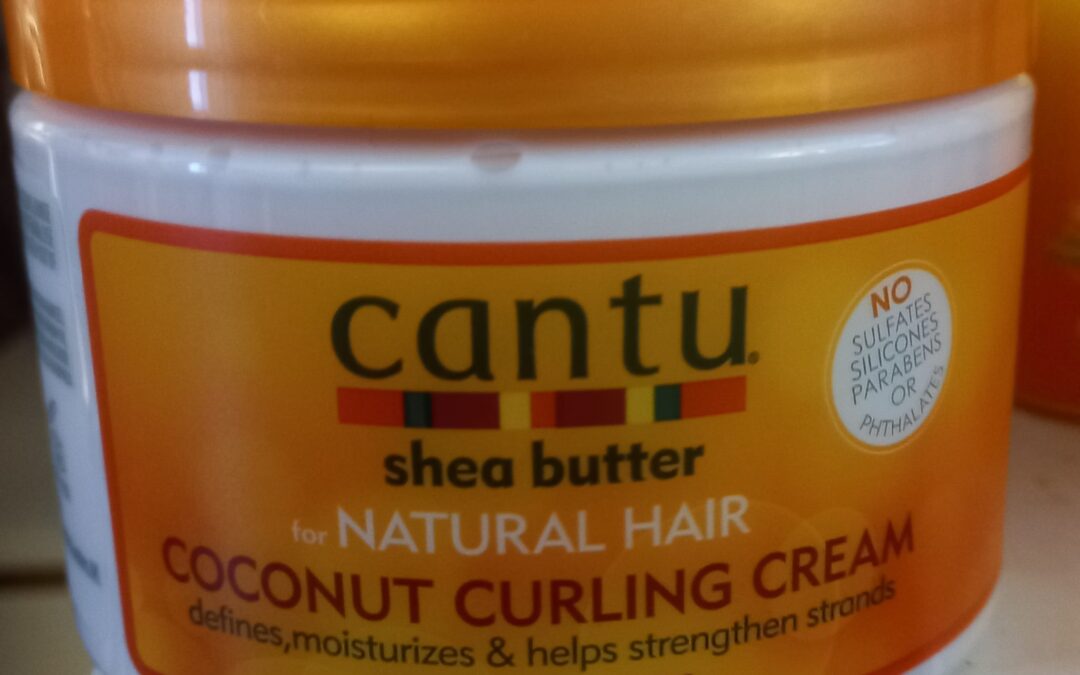 cantu®
shea butter
for NATURAL HAIR
COCONUT CURLING CREAM
defines,moisturizes & helps strengthen strands
NO
SULFATES
SILICONES
PARABENS
OR
PHTHALATES